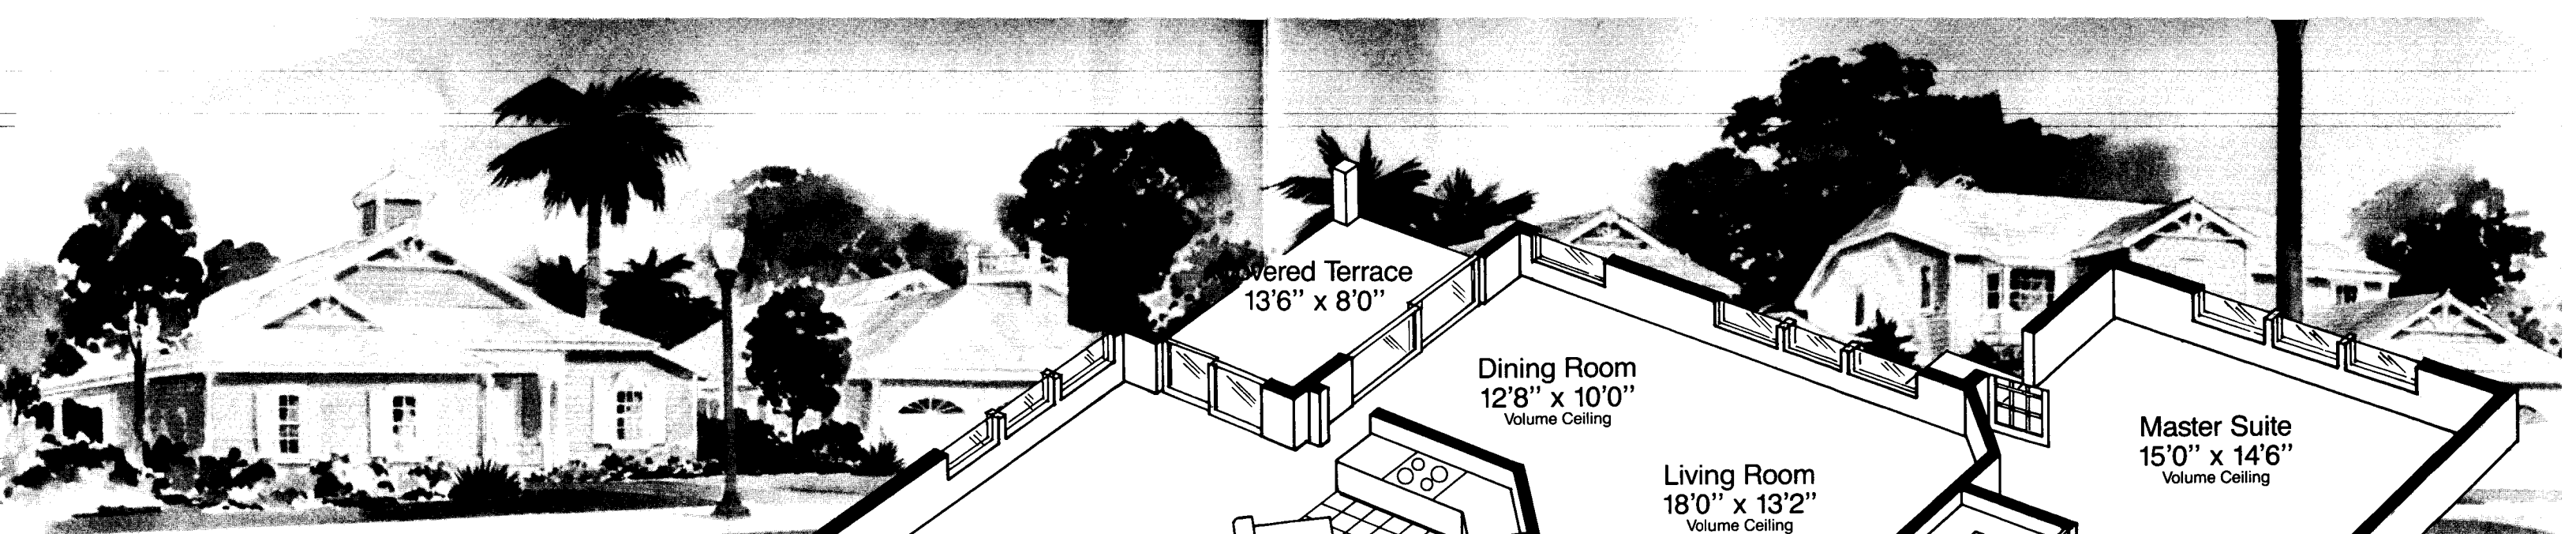 vered Terrace
13'6" x 8'0"
Dining Room
12'8" x 10'0"
Volume Ceiling
Living Room
18'0" x 13'2"
Volume Ceiling
Master Suite
15'0" x 14'6"
Volume Ceiling